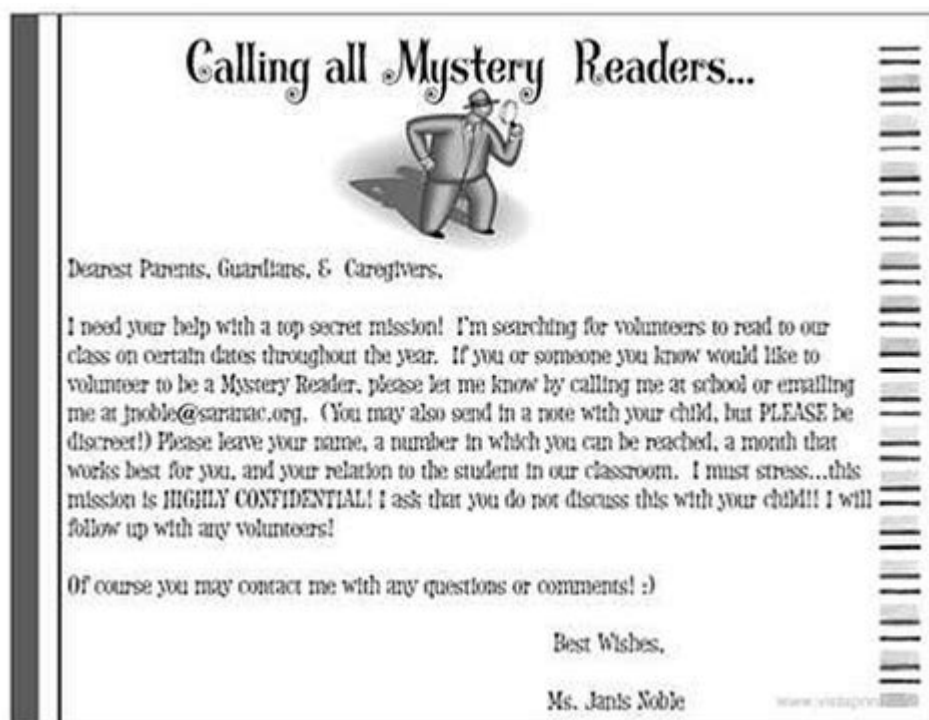 Calling all Mystery Readers...
Dearest Parents, Guardians, & Caregivers,
I need your help with a top secret mission! I'm searching for volunteers to read to our
class on certain dates throughout the year. If you or someone you know would like to
volunteer to be a Mystery Reader, please let me know by calling me at school or emailing
me at jnoble@saranac.org. (You may also send in a note with your child, but PLEASE be
discreet!) Please leave your name, a number in which you can be reached, a month that
works best for you, and your relation to the student in our classroom. I must stress...this
mission is HIGHLY CONFIDENTIAL! I ask that you do not discuss this with your child!! I will
follow up with any volunteers!
Of course you may contact me with any questions or comments! :)
Best Wishes,
Ms. Janis Noble